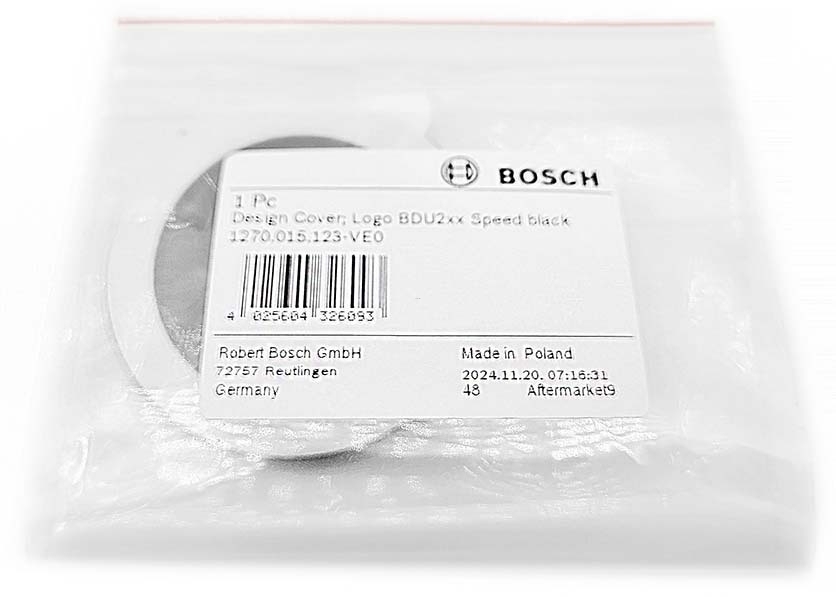 BOSCH
1 Pc
Design Cover; Logo BDU2xx Speed black
1270.015.123-VE0
4 025604 326093
Robert Bosch GmbH
72757 Reutlingen
Germany
Made in Poland
2024.11.20. 07:16:31
48 Aftermarket9